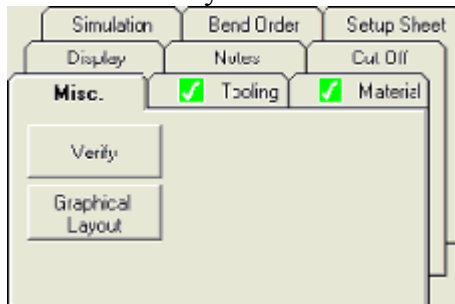 Simulation Bend Order Setup Sheet
Display Notes Cut Off
Misc. Tooling Material
Verify
Graphical
Layout